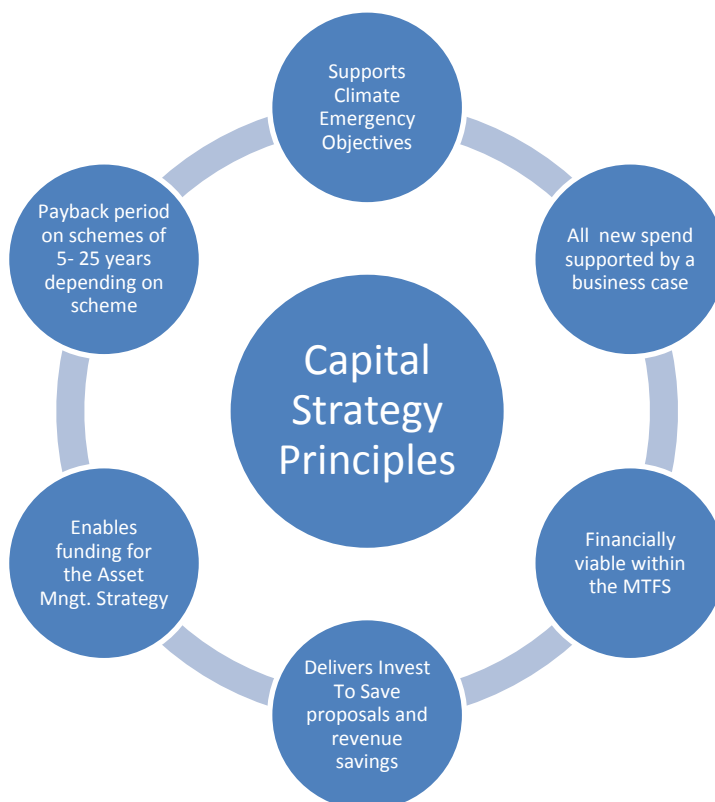 Supports
Climate
Emergency
Objectives
All new spend
supported by a
business case
Financially
viable within
the MTFS
Delivers Invest
To Save
proposals and
revenue
savings
Enables
funding for
the Asset
Mngt. Strategy
Payback period
on schemes of
5- 25 years
depending on
scheme
Capital
Strategy
Principles